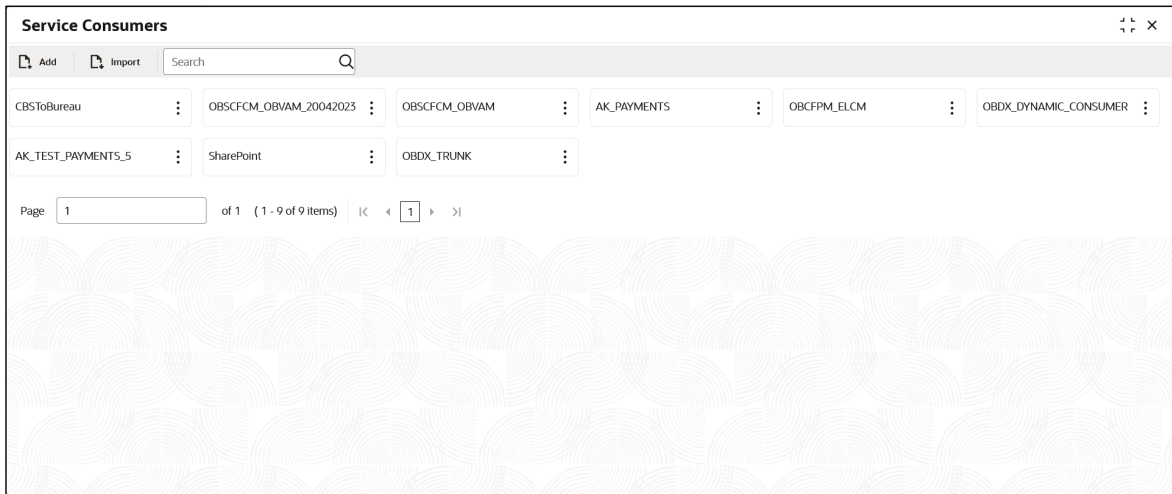 Service Consumers
Add Import Search
CBSToBureau OBSCFCM_OBVAM_20042023 OBSCFCM_OBVAM AK_PAYMENTS OBCFPM_ELCM OBDX_DYNAMIC_CONSUMER
AK_TEST_PAYMENTS_5 SharePoint OBDX_TRUNK
Page 1 of 1 ( 1 - 9 of 9 items) 1